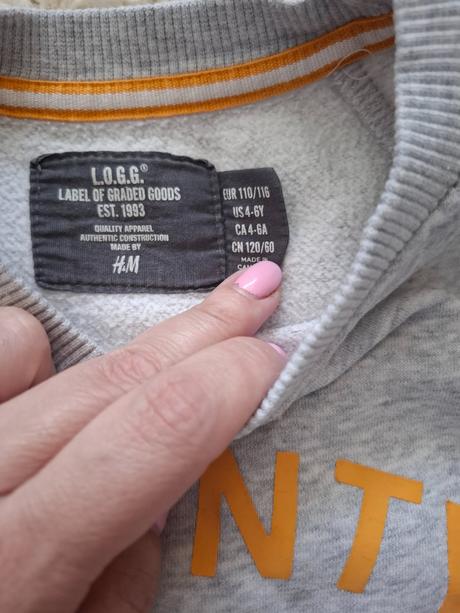 L.O.G.G.®
LABEL OF GRADED GOODS
EST. 1993
QUALITY APPAREL
AUTHENTIC CONSTRUCTION
MADE BY
H&M
EUR 110/116
US 4-6Y
CA 4-6A
CN 120/60
MADE IN
NT